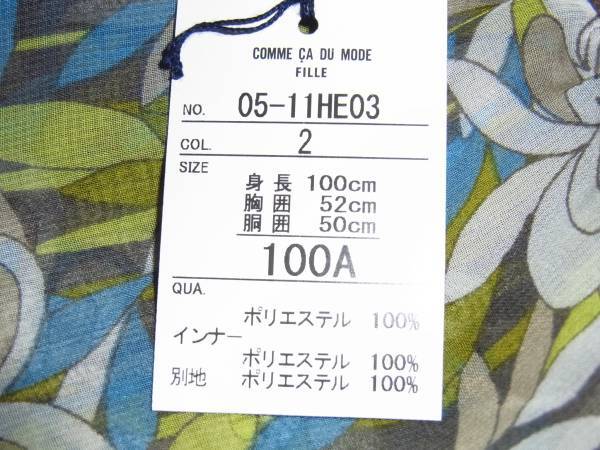 COMME ÇA DU MODE
FILLE
NO. 05-11HE03
COL. 2
SIZE
身長 100cm
胸囲 52cm
胴囲 50cm
100A
QUA.
ポリエステル 100%
インナー
ポリエステル 100%
別地 ポリエステル 100%